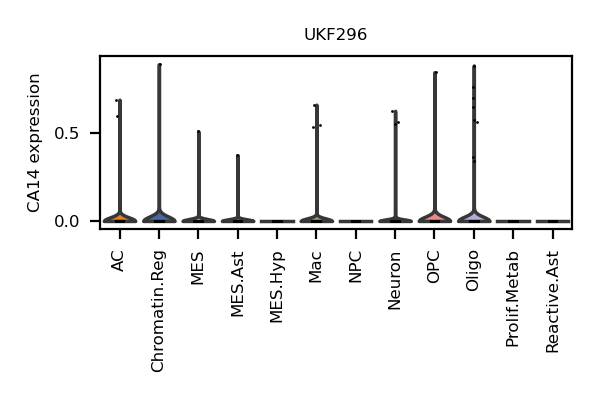 UKF296
CA14 expression
0.5
0.0
AC
Chromatin.Reg
MES
MES.Ast
MES.Hyp
Mac
NPC
Neuron
OPC
Oligo
Prolif.Metab
Reactive.Ast